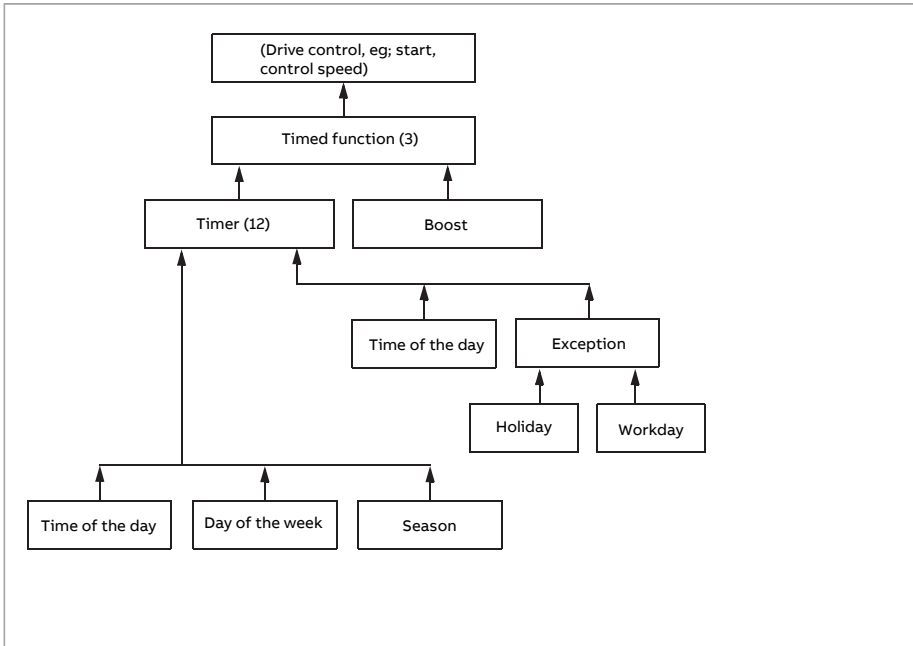 (Drive control, eg; start,
control speed)
Timed function (3)
Timer (12)
Boost
Time of the day
Exception
Holiday
Workday
Time of the day
Day of the week
Season